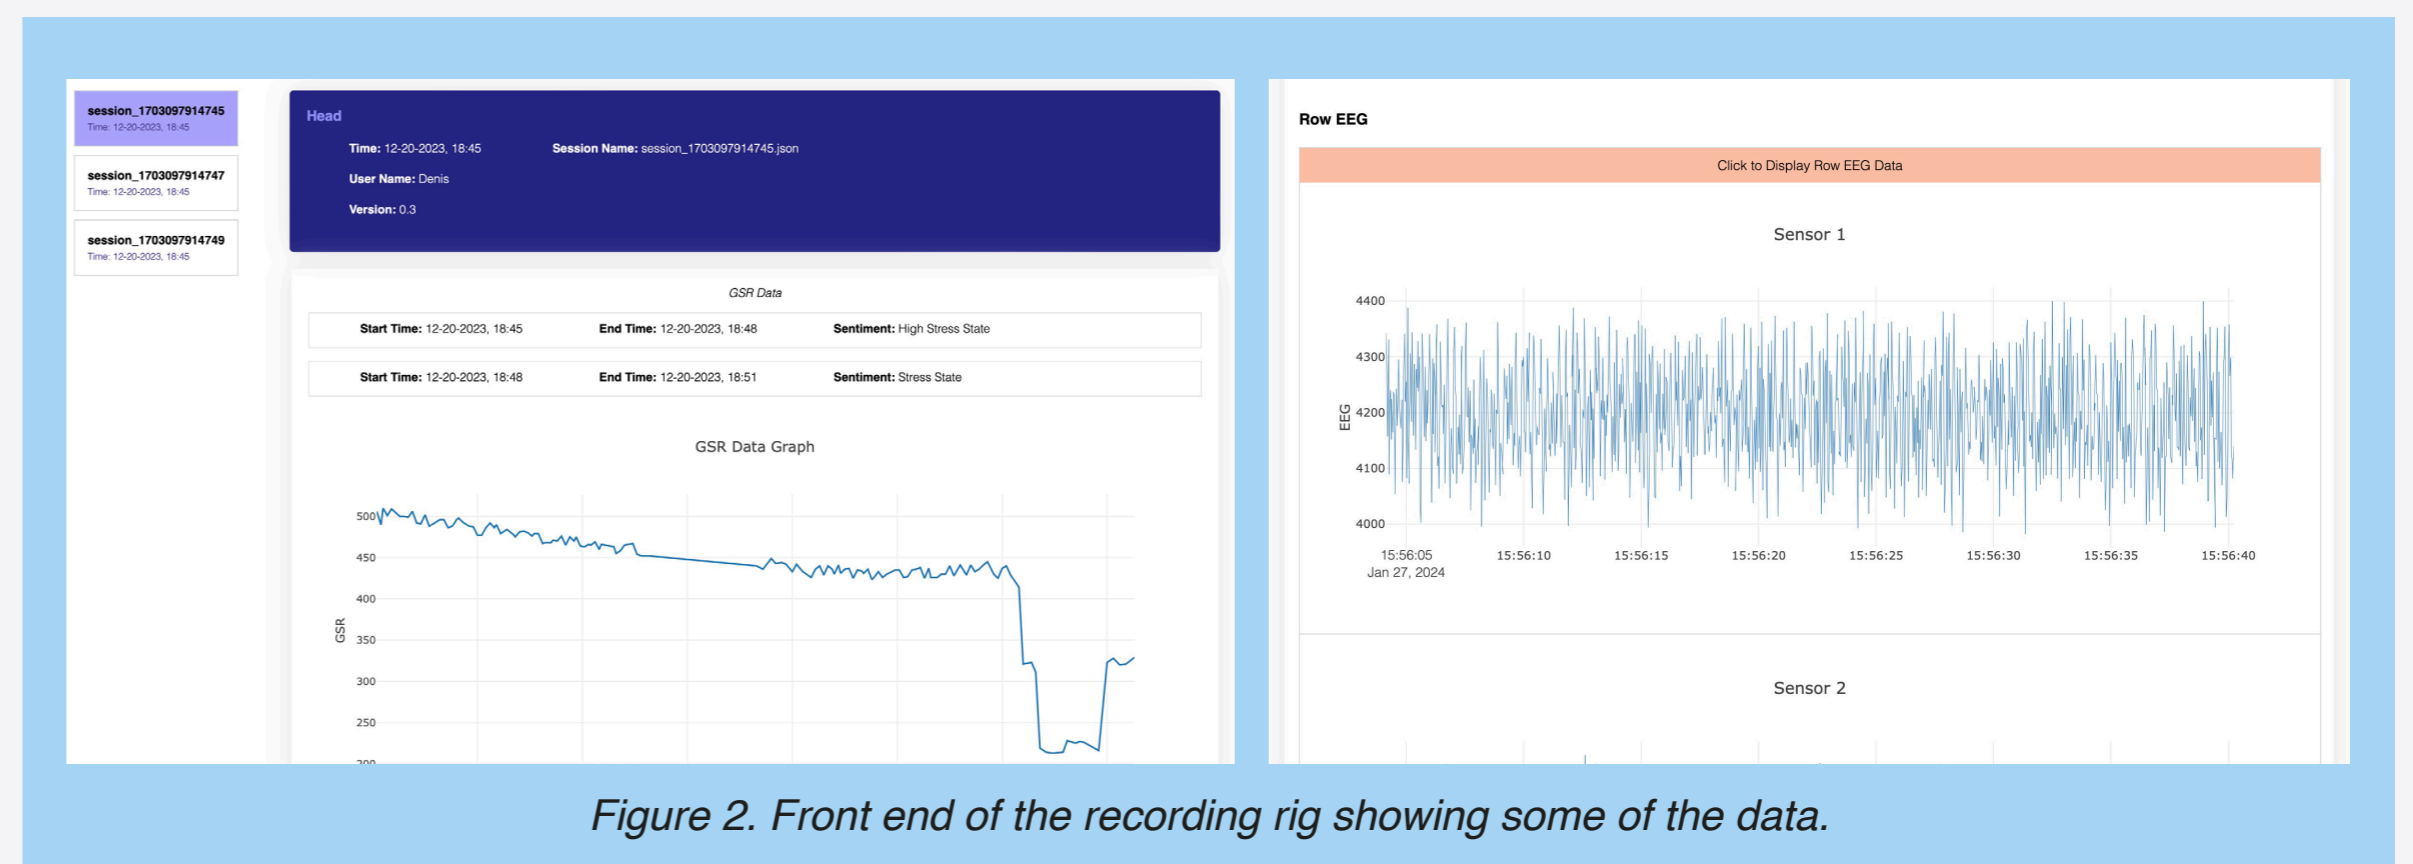 session_1703097914745
Time: 12-20-2023, 18:45
session_1703097914747
Time: 12-20-2023, 18:45
session_1703097914749
Time: 12-20-2023, 18:45
Head
Time: 12-20-2023, 18:45 Session Name: session_1703097914745.json
User Name: Denis
Version: 0.3
GSR Data
Start Time: 12-20-2023, 18:45 End Time: 12-20-2023, 18:48 Sentiment: High Stress State
Start Time: 12-20-2023, 18:48 End Time: 12-20-2023, 18:51 Sentiment: Stress State
GSR Data Graph
500
450
400
GSR
350
300
250
200
Row EEG
Click to Display Row EEG Data
Sensor 1
4400
4300
EEG
4200
4100
4000
15:56:05 15:56:10 15:56:15 15:56:20 15:56:25 15:56:30 15:56:35 15:56:40
Jan 27, 2024
Sensor 2
Figure 2. Front end of the recording rig showing some of the data.